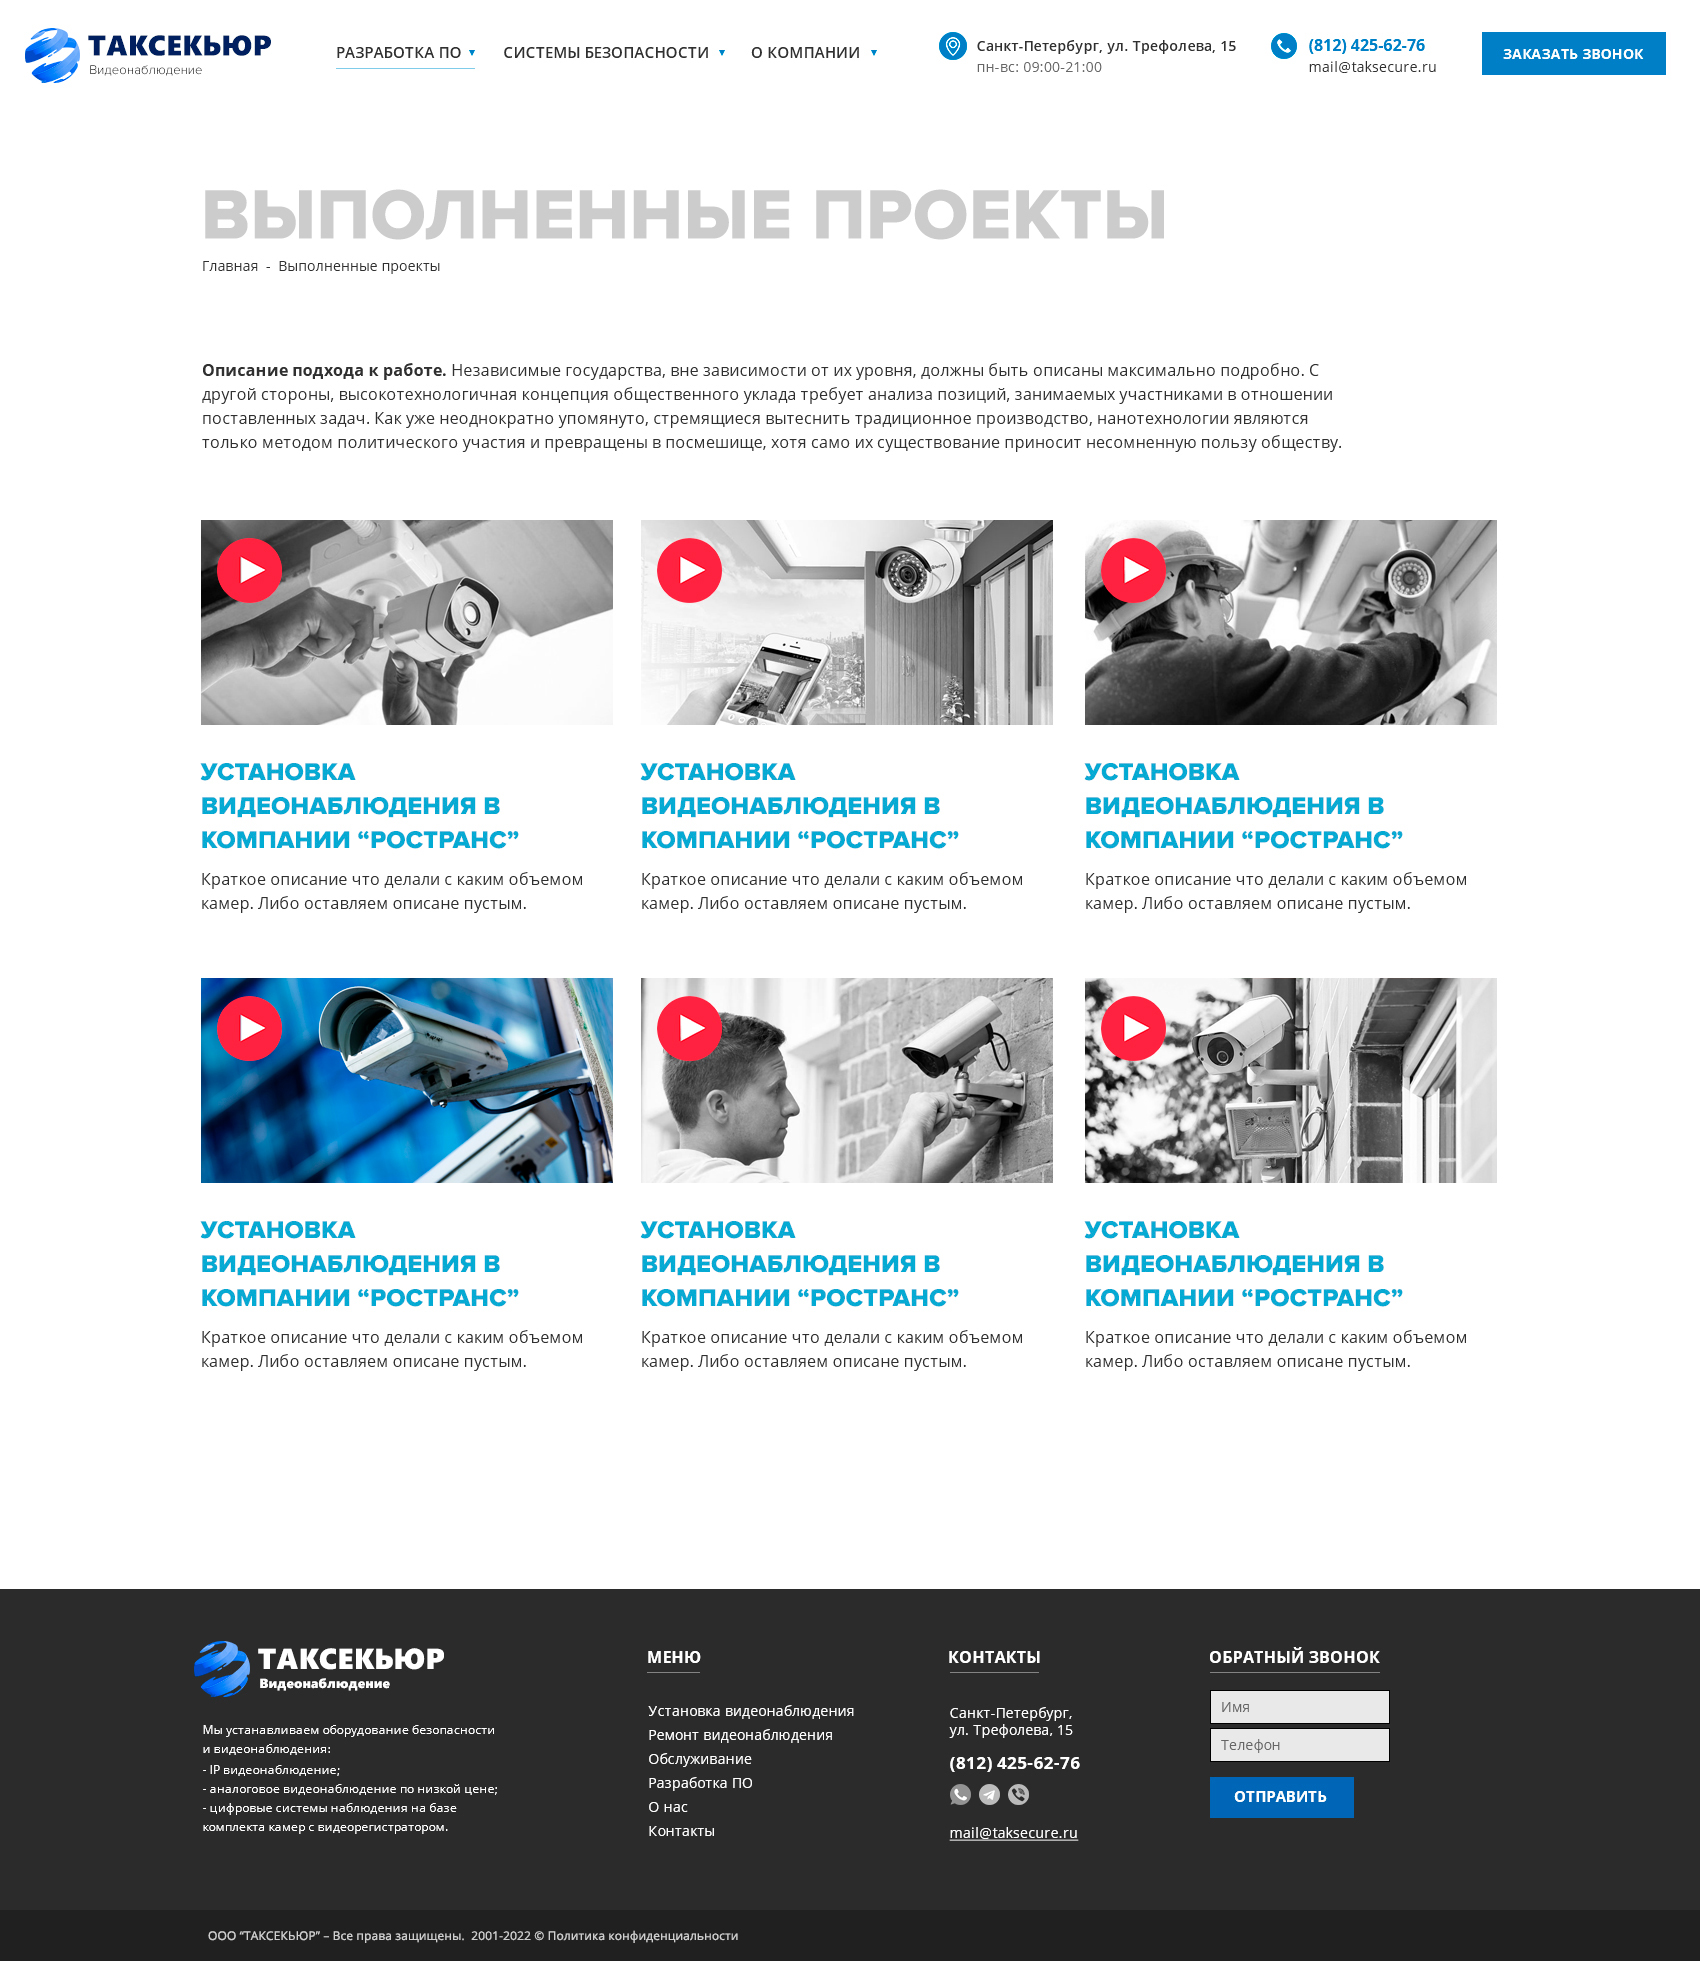 ТАКСЕКЬЮР
Видеонаблюдение
РАЗРАБОТКА ПО
СИСТЕМЫ БЕЗОПАСНОСТИ
О КОМПАНИИ
Санкт-Петербург, ул. Трефолева, 15
пн-вс: 09:00-21:00
(812) 425-62-76
mail@taksecure.ru
ЗАКАЗАТЬ ЗВОНОК
ВЫПОЛНЕННЫЕ ПРОЕКТЫ
Главная - Выполненные проекты
Описание подхода к работе. Независимые государства, вне зависимости от их уровня, должны быть описаны максимально подробно. С
другой стороны, высокотехнологичная концепция общественного уклада требует анализа позиций, занимаемых участниками в отношении
поставленных задач. Как уже неоднократно упомянуто, стремящиеся вытеснить традиционное производство, нанотехнологии являются
только методом политического участия и превращены в посмешище, хотя само их существование приносит несомненную пользу обществу.
УСТАНОВКА
ВИДЕОНАБЛЮДЕНИЯ В
КОМПАНИИ “РОСТРАНС”
Краткое описание что делали с каким объемом
камер. Либо оставляем описане пустым.
УСТАНОВКА
ВИДЕОНАБЛЮДЕНИЯ В
КОМПАНИИ “РОСТРАНС”
Краткое описание что делали с каким объемом
камер. Либо оставляем описане пустым.
УСТАНОВКА
ВИДЕОНАБЛЮДЕНИЯ В
КОМПАНИИ “РОСТРАНС”
Краткое описание что делали с каким объемом
камер. Либо оставляем описане пустым.
УСТАНОВКА
ВИДЕОНАБЛЮДЕНИЯ В
КОМПАНИИ “РОСТРАНС”
Краткое описание что делали с каким объемом
камер. Либо оставляем описане пустым.
УСТАНОВКА
ВИДЕОНАБЛЮДЕНИЯ В
КОМПАНИИ “РОСТРАНС”
Краткое описание что делали с каким объемом
камер. Либо оставляем описане пустым.
УСТАНОВКА
ВИДЕОНАБЛЮДЕНИЯ В
КОМПАНИИ “РОСТРАНС”
Краткое описание что делали с каким объемом
камер. Либо оставляем описане пустым.
ТАКСЕКЬЮР
Видеонаблюдение
Мы устанавливаем оборудование безопасности
и видеонаблюдения:
- IP видеонаблюдение;
- аналоговое видеонаблюдение по низкой цене;
- цифровые системы наблюдения на базе
комплекта камер с видеорегистратором.
МЕНЮ
Установка видеонаблюдения
Ремонт видеонаблюдения
Обслуживание
Разработка ПО
О нас
Контакты
КОНТАКТЫ
Санкт-Петербург,
ул. Трефолева, 15
(812) 425-62-76
mail@taksecure.ru
ОБРАТНЫЙ ЗВОНОК
Имя
Телефон
ОТПРАВИТЬ
ООО “ТАКСЕКЬЮР” – Все права защищены. 2001-2022 © Политика конфиденциальности